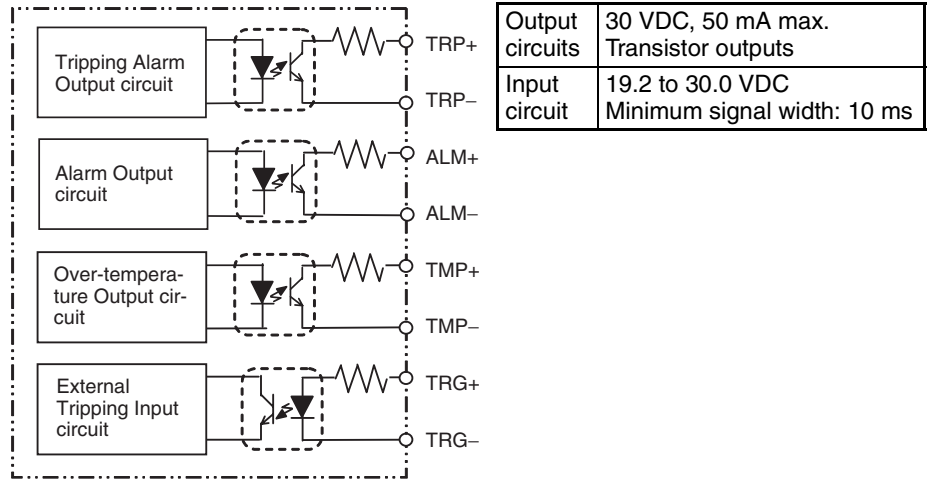 Tripping Alarm
Output circuit
TRP+
TRP–
Alarm Output
circuit
ALM+
ALM–
Over-tempera-
ture Output cir-
cuit
TMP+
TMP–
External
Tripping Input
circuit
TRG+
TRG–
Output circuits 30 VDC, 50 mA max.
Transistor outputs
Input circuit 19.2 to 30.0 VDC
Minimum signal width: 10 ms